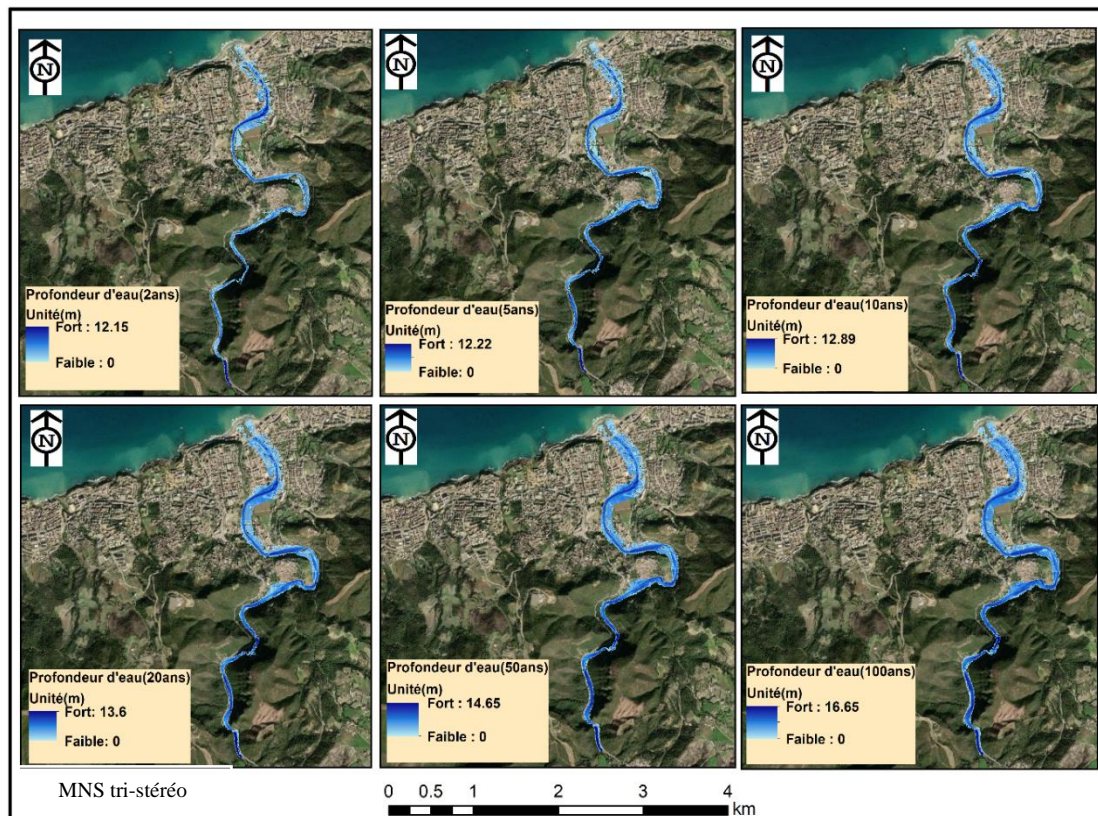 N
N
N
Profondeur d'eau(2ans)
Unité(m)
Fort : 12.15
Faible : 0
Profondeur d'eau(5ans)
Unité(m)
Fort : 12.22
Faible: 0
Profondeur d'eau(10ans)
Unité(m)
Fort : 12.89
Faible : 0
N
N
N
Profondeur d'eau(20ans)
Unité(m)
Fort: 13.6
Faible: 0
Profondeur d'eau(50ans)
Unité(m)
Fort : 14.65
Faible : 0
Profondeur d'eau(100ans)
Unité(m)
Fort : 16.65
Faible : 0
MNS tri-stéréo
0 0.5 1 2 3 4
km